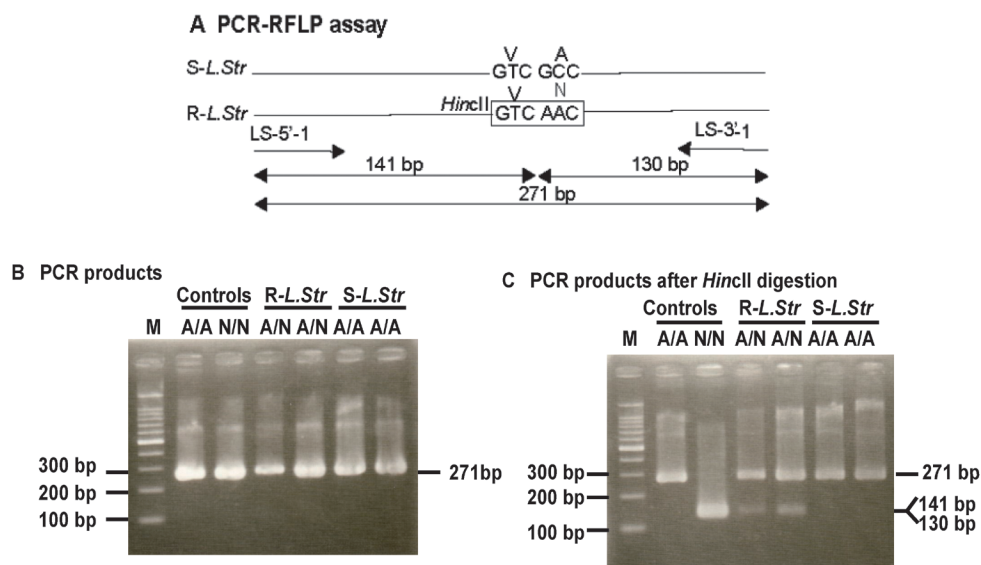 A PCR-RFLP assay
V A
S-L.Str GTC GCC
V N
R-L.Str HincII GTC AAC
LS-5'-1 LS-3'-1
141 bp 130 bp
271 bp
B PCR products
Controls R-L.Str S-L.Str
M A/A N/N A/N A/N A/A A/A
300 bp 271bp
200 bp
100 bp
C PCR products after HincII digestion
Controls R-L.Str S-L.Str
M A/A N/N A/N A/N A/A A/A
300 bp 271 bp
200 bp 141 bp
100 bp 130 bp